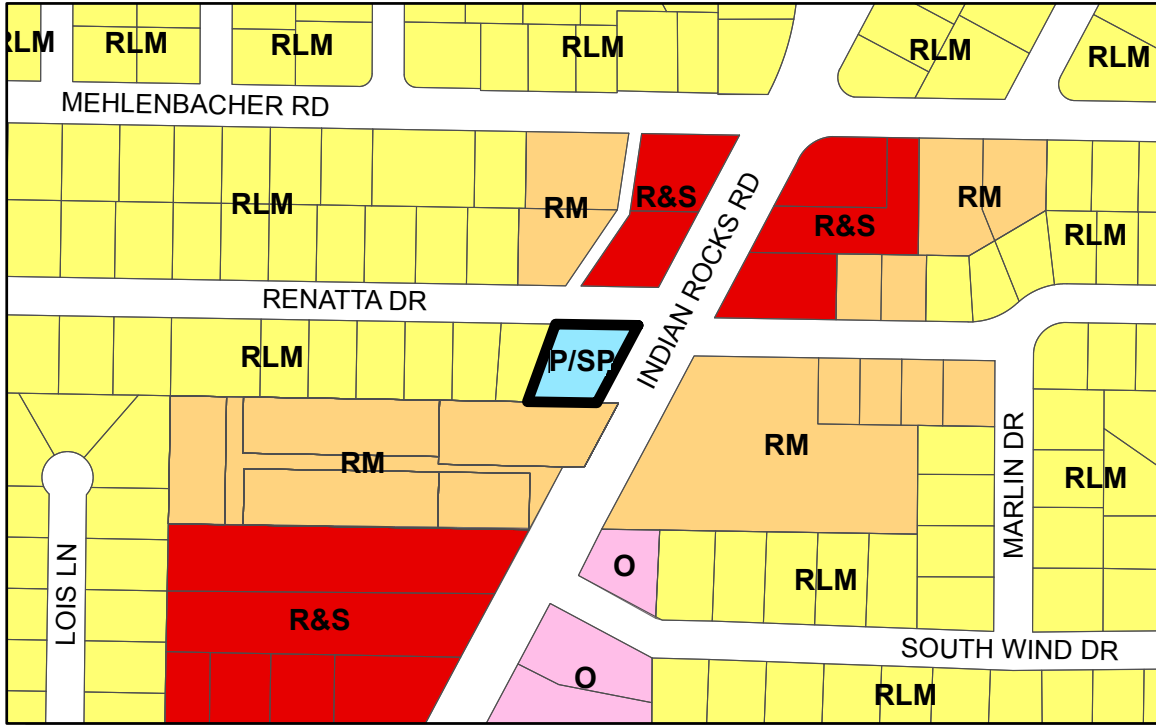 RLM
RLM
RLM
RLM
RLM
RLM
MEHLENBACHER RD
RLM
RM
R&S
R&S
RM
RLM
INDIAN ROCKS RD
RENATTA DR
RLM
P/SP
RM
RM
RLM
MARLIN DR
LOIS LN
R&S
O
RLM
SOUTH WIND DR
O
RLM